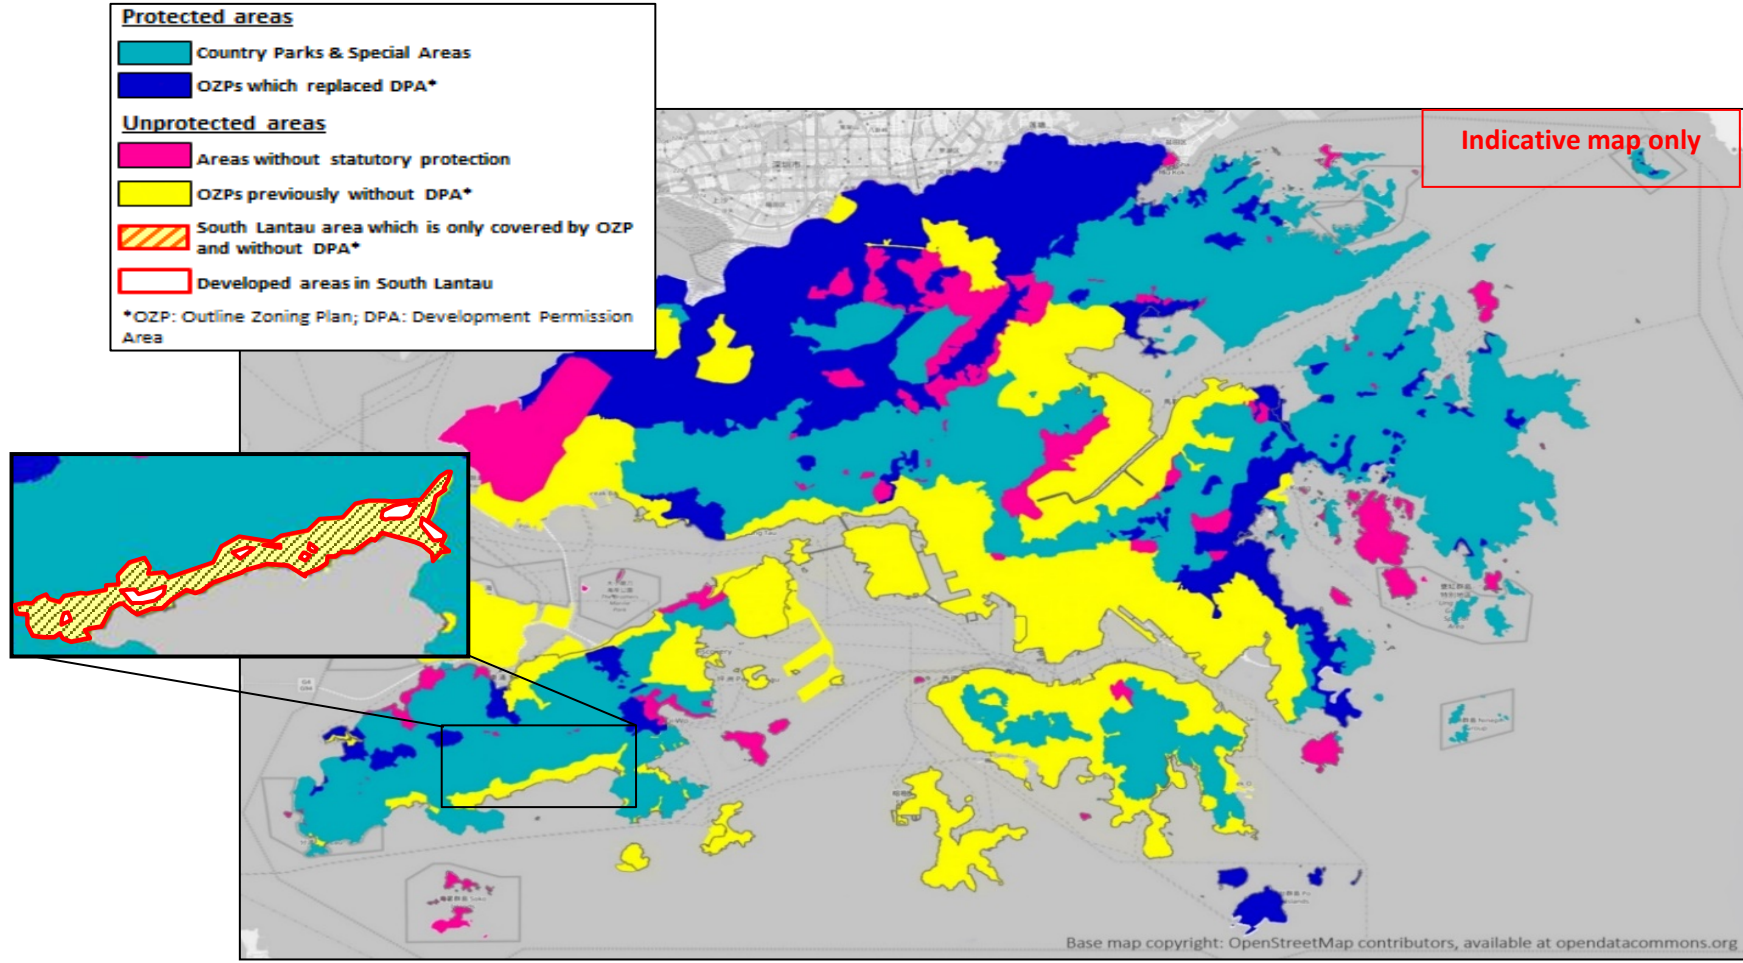 Protected areas
Country Parks & Special Areas
OZPs which replaced DPA*
Unprotected areas
Areas without statutory protection
OZPs previously without DPA*
South Lantau area which is only covered by OZP
and without DPA*
Developed areas in South Lantau
*OZP: Outline Zoning Plan; DPA: Development Permission
Area
Indicative map only
深圳市
Base map copyright: OpenStreetMap contributors, available at opendatacommons.org